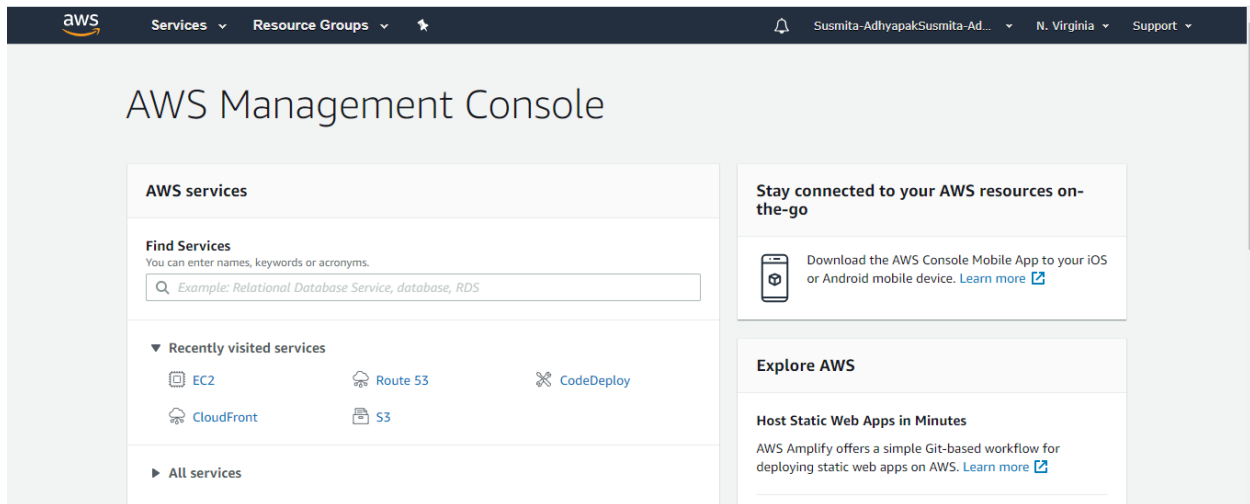 aws Services Resource Groups Susmita-AdhyapakSusmita-Ad... N. Virginia Support
AWS Management Console
AWS services
Find Services
You can enter names, keywords or acronyms.
Example: Relational Database Service, database, RDS
Recently visited services
EC2 Route 53 CodeDeploy
CloudFront S3
All services
Stay connected to your AWS resources on-
the-go
Download the AWS Console Mobile App to your iOS
or Android mobile device. Learn more
Explore AWS
Host Static Web Apps in Minutes
AWS Amplify offers a simple Git-based workflow for
deploying static web apps on AWS. Learn more